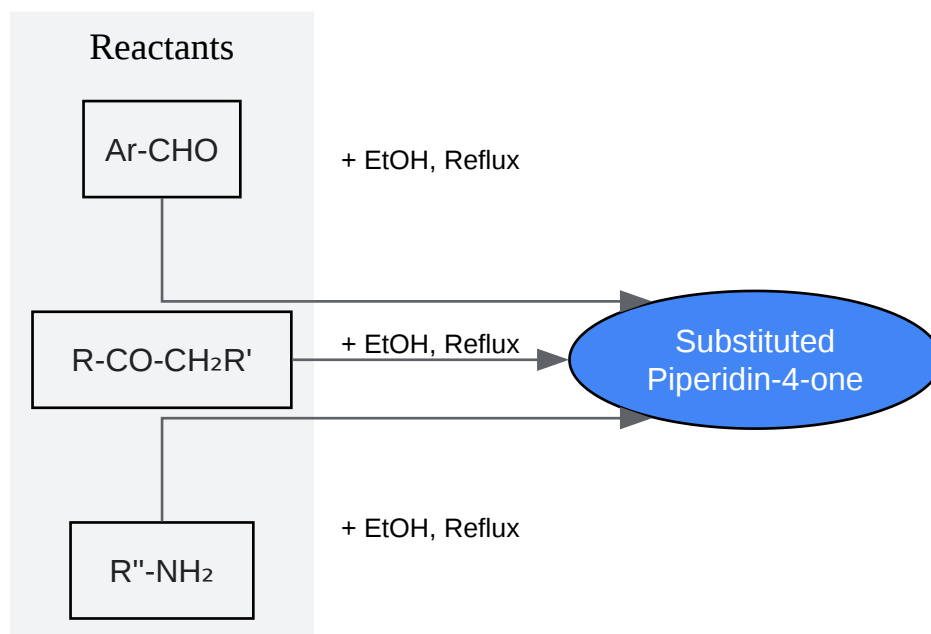 Reactants
Ar-CHO
+ EtOH, Reflux
R-CO-CH₂R'
+ EtOH, Reflux
Substituted
Piperidin-4-one
+ EtOH, Reflux
R"-NH₂